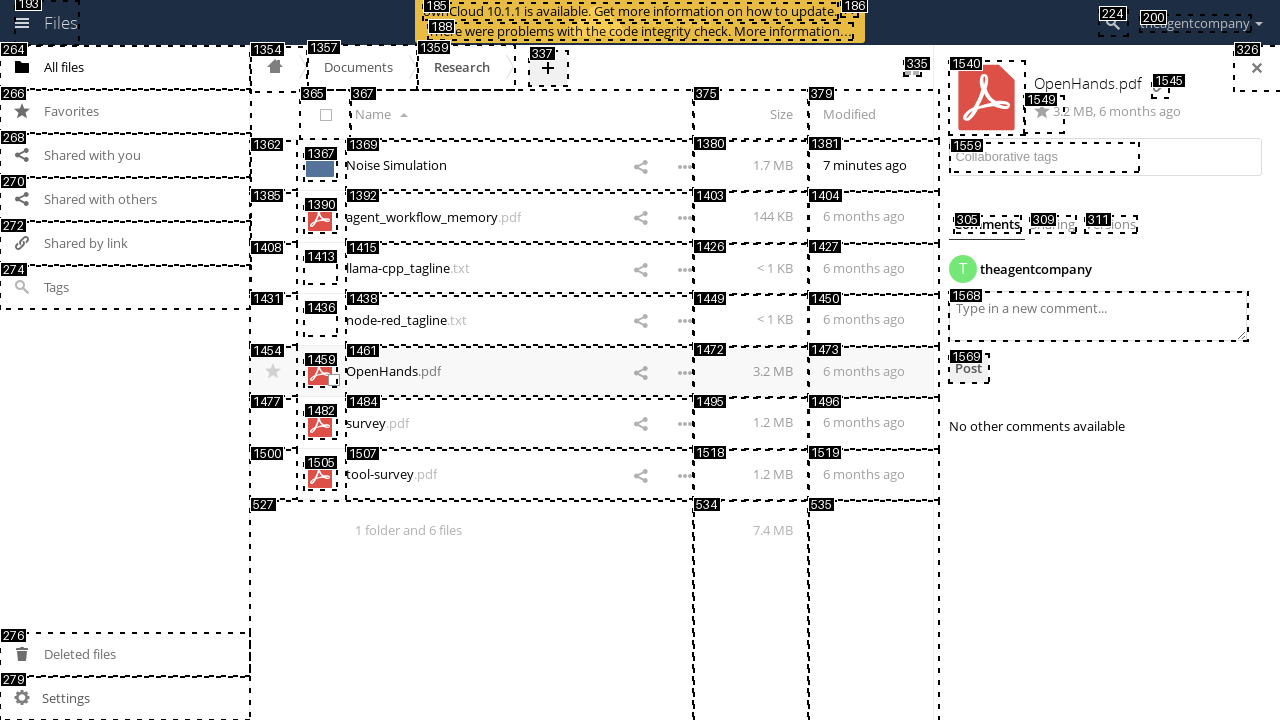 Cloud 10.1.1 is available. Get more information on how to update.
were problems with the code integrity check. More information…
Files
theagentcompany
All files
Favorites
Shared with you
Shared with others
Shared by link
Tags
Deleted files
Settings
Documents
Research
+
Name
Size
Modified
Noise Simulation
1.7 MB
7 minutes ago
agent_workflow_memory.pdf
144 KB
6 months ago
llama-cpp_tagline.txt
< 1 KB
6 months ago
node-red_tagline.txt
< 1 KB
6 months ago
OpenHands.pdf
3.2 MB
6 months ago
survey.pdf
1.2 MB
6 months ago
tool-survey.pdf
1.2 MB
6 months ago
1 folder and 6 files
7.4 MB
OpenHands.pdf
3.2 MB, 6 months ago
Collaborative tags
Comments
Sharing
Versions
T theagentcompany
Type in a new comment...
Post
No other comments available
193
185
186
188
224
200
264
266
268
270
272
274
276
279
1354
1357
1359
337
335
326
365
367
375
379
1362
1367
1369
1380
1381
1385
1390
1392
1403
1404
1408
1413
1415
1426
1427
1431
1436
1438
1449
1450
1454
1459
1461
1472
1473
1477
1482
1484
1495
1496
1500
1505
1507
1518
1519
527
534
535
1540
1545
1549
1559
305
309
311
1568
1569